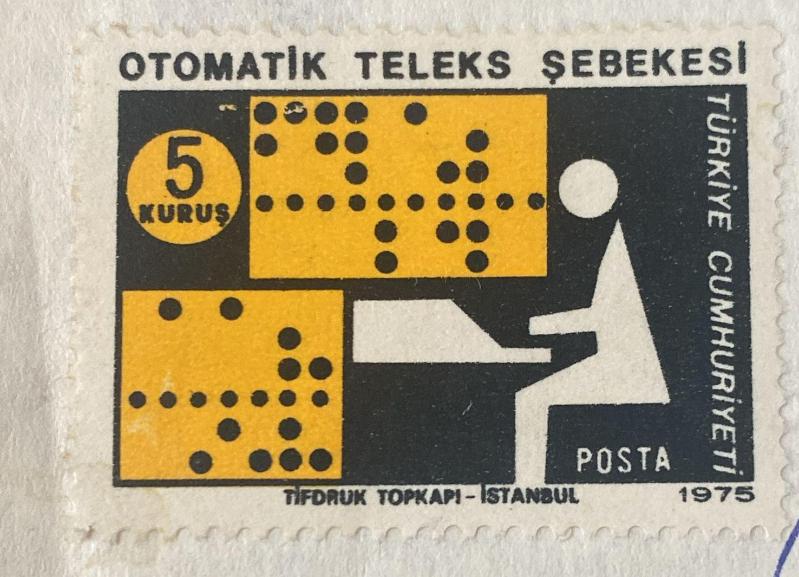 OTOMATİK TELEKS ŞEBEKESİ
5
KURUŞ
TÜRKİYE CUMHURİYETİ
POSTA
TİFDRUK TOPKAPI-İSTANBUL
1975